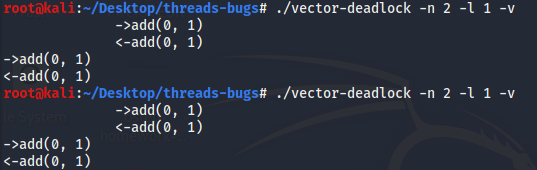 root@kali:~/Desktop/threads-bugs# ./vector-deadlock -n 2 -l 1 -v
->add(0, 1)
<-add(0, 1)
->add(0, 1)
<-add(0, 1)
root@kali:~/Desktop/threads-bugs# ./vector-deadlock -n 2 -l 1 -v
->add(0, 1)
<-add(0, 1)
->add(0, 1)
<-add(0, 1)